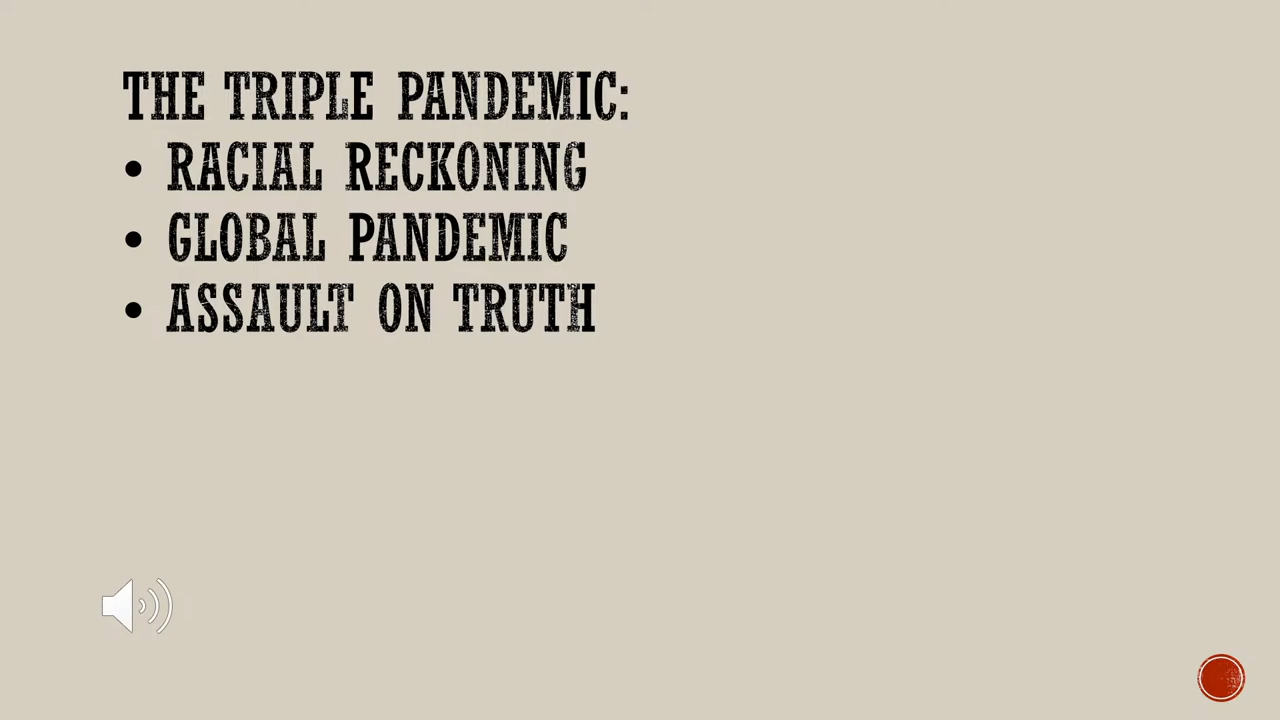 THE TRIPLE PANDEMIC:
• RACIAL RECKONING
• GLOBAL PANDEMIC
• ASSAULT ON TRUTH